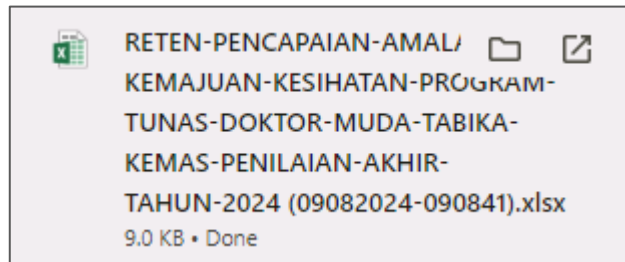 RETEN-PENCAPAIAN-AMALA
KEMAJUAN-KESIHATAN-PROGRAM-
TUNAS-DOKTOR-MUDA-TABIKA-
KEMAS-PENILAIAN-AKHIR-
TAHUN-2024 (09082024-090841).xlsx
9.0 KB • Done